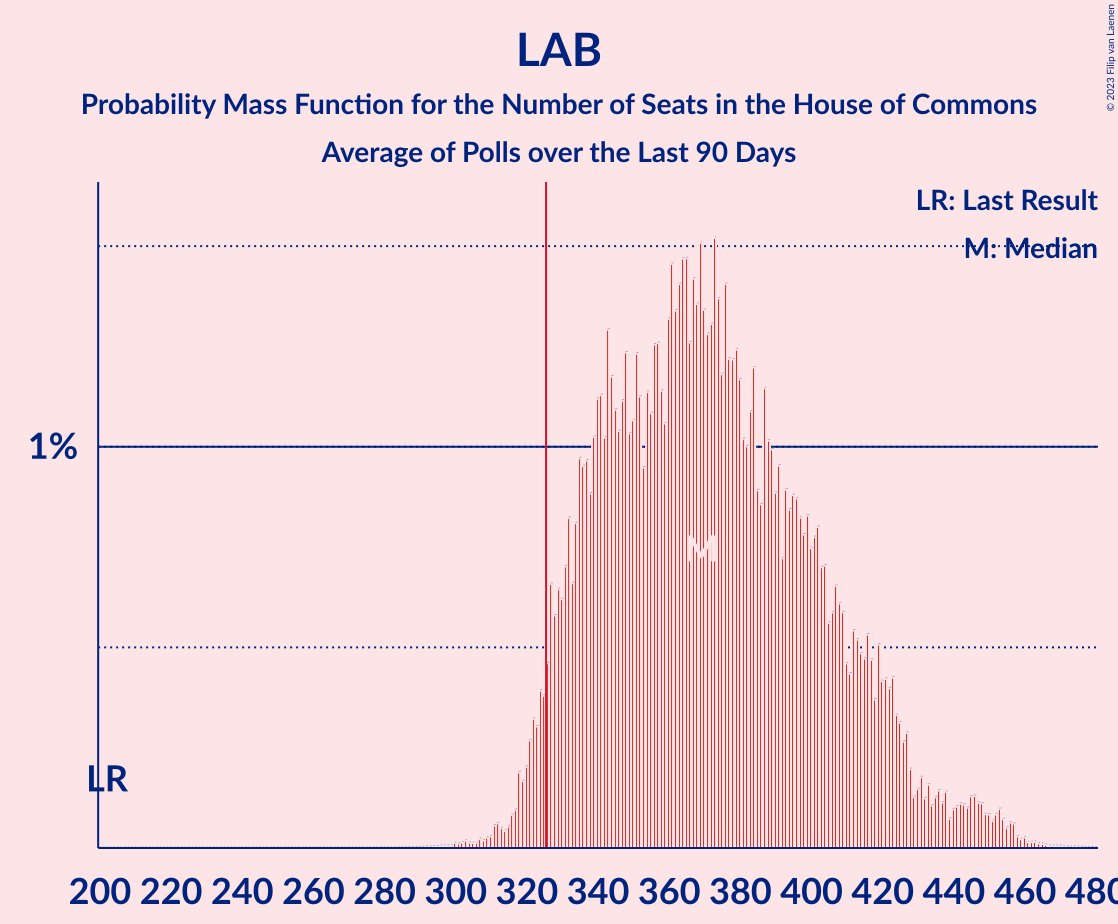 LAB
Probability Mass Function for the Number of Seats in the House of Commons
Average of Polls over the Last 90 Days
© 2023 Filip van Laenen
LR: Last Result
M: Median
1%
M
LR
200 220 240 260 280 300 320 340 360 380 400 420 440 460 480